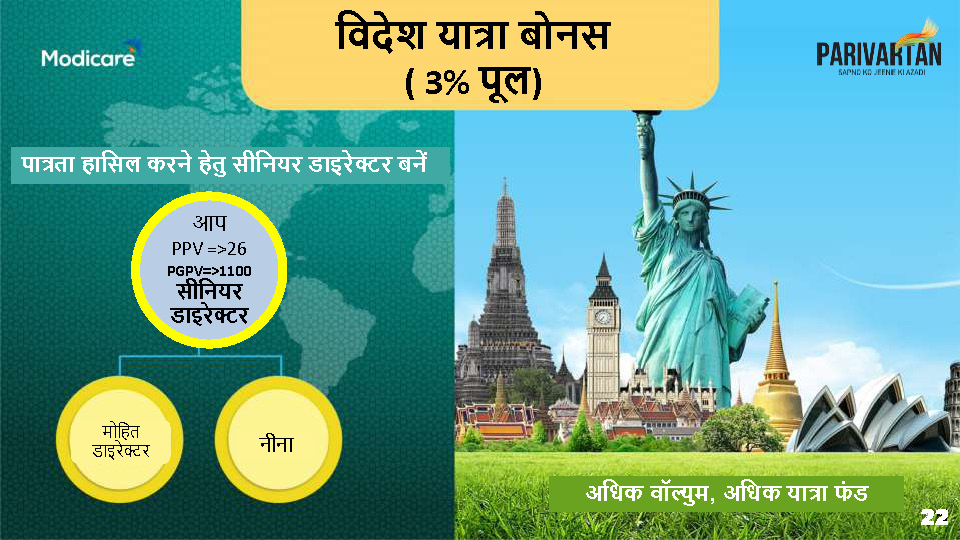 विदेश यात्रा बोनस
( 3% पूल)
Modicare
PARIVARTAN
SAPNO KO JEENE KI AZADI
पात्रता हासिल करने हेतु सीनियर डाइरेक्टर बनें
आप
PPV =>26
PGPV=>1100
सीनियर
डाइरेक्टर
मोहित
डाइरेक्टर
नीना
अधिक वॉल्युम, अधिक यात्रा फंड
22